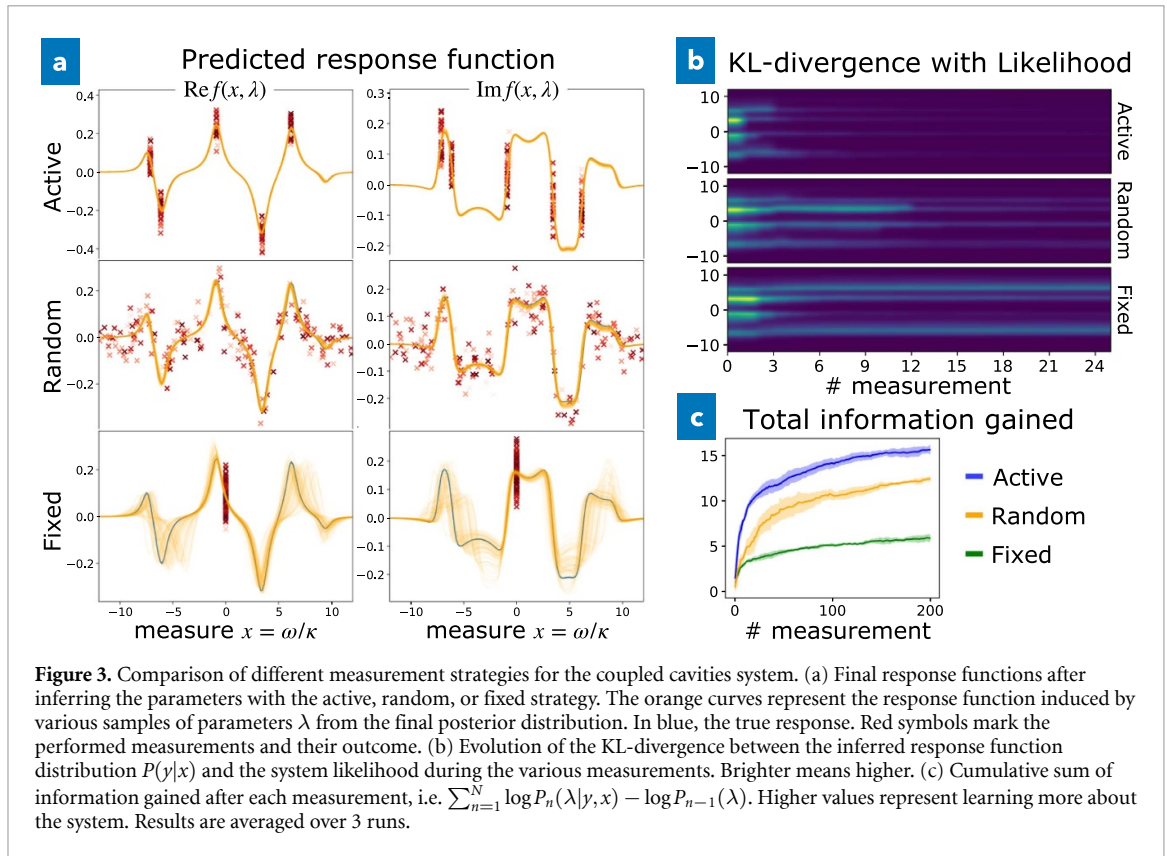 a
Predicted response function
Re f(x, λ)
Im f(x, λ)
Active
0.4
0.2
0.0
−0.2
−0.4
0.3
0.2
0.1
0.0
−0.1
−0.2
Random
0.2
0.0
−0.2
0.2
0.1
0.0
−0.1
−0.2
Fixed
0.2
0.0
−0.2
0.2
0.1
0.0
−0.1
−0.2
−10 −5 0 5 10
−10 −5 0 5 10
measure x = ω/κ
measure x = ω/κ
b
KL-divergence with Likelihood
10
0
−10
Active
10
0
−10
Random
10
0
−10
Fixed
0 3 6 9 12 15 18 21 24
# measurement
c
Total information gained
15
10
5
0
0 100 200
# measurement
Active
Random
Fixed
Figure 3. Comparison of different measurement strategies for the coupled cavities system. (a) Final response functions after
inferring the parameters with the active, random, or fixed strategy. The orange curves represent the response function induced by
various samples of parameters λ from the final posterior distribution. In blue, the true response. Red symbols mark the
performed measurements and their outcome. (b) Evolution of the KL-divergence between the inferred response function
distribution P(y|x) and the system likelihood during the various measurements. Brighter means higher. (c) Cumulative sum of
information gained after each measurement, i.e. ∑ᴺₙ₌₁ log Pₙ(λ|y, x) − log Pₙ₋₁(λ). Higher values represent learning more about
the system. Results are averaged over 3 runs.